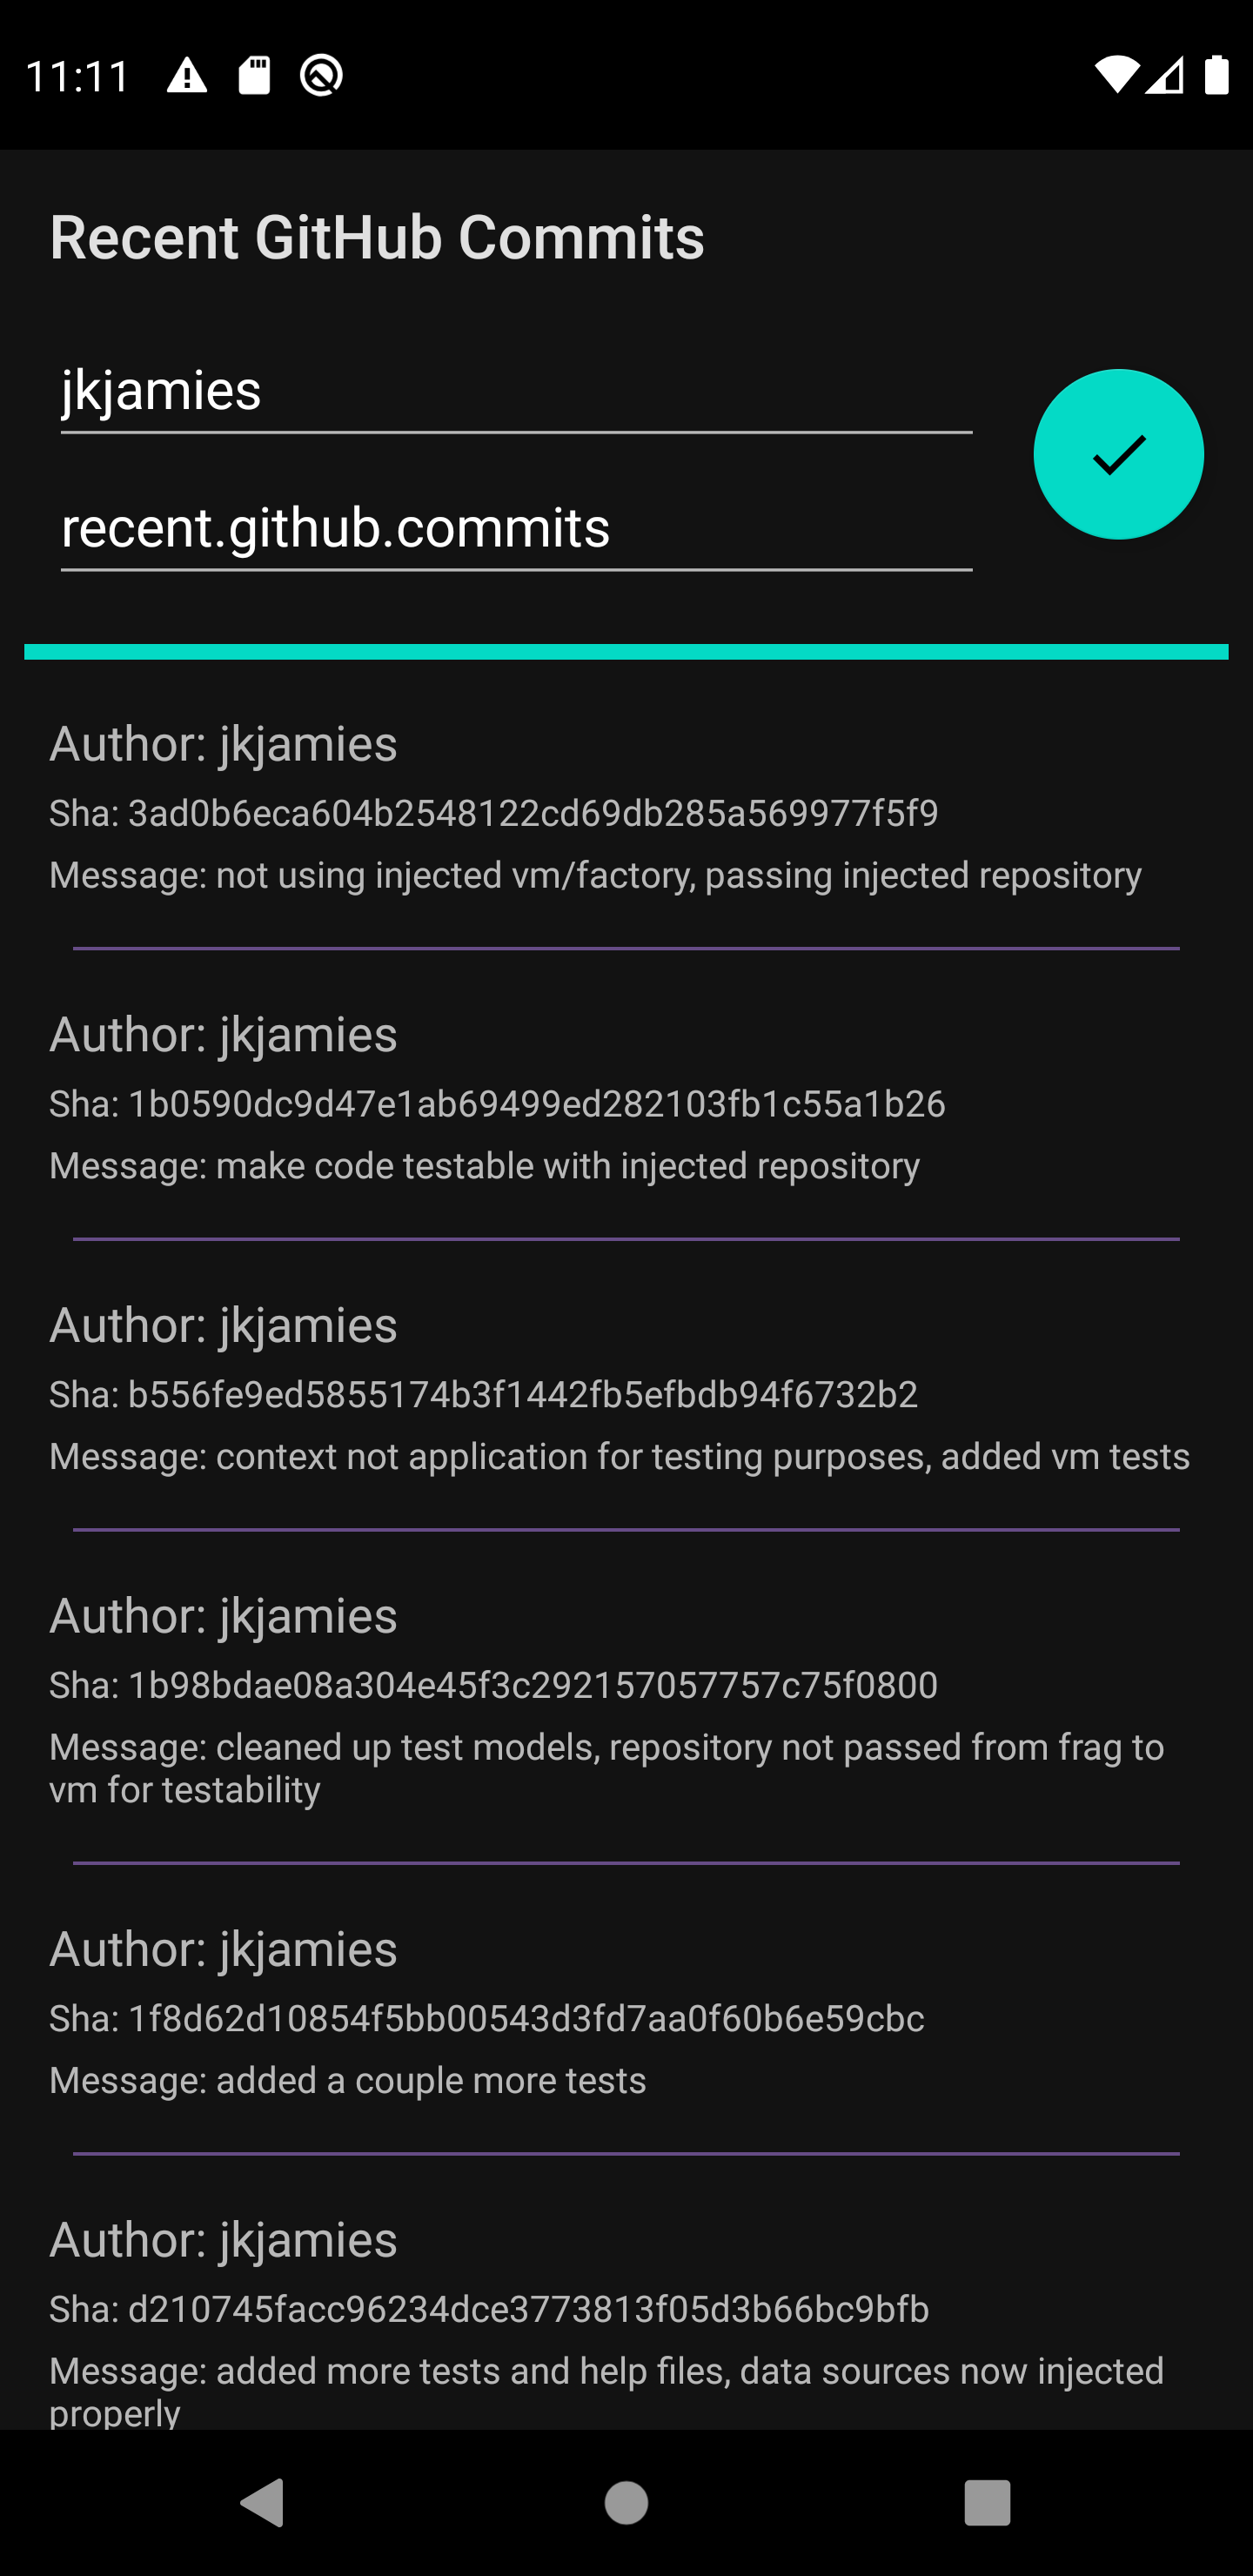 11:11
Recent GitHub Commits
jkjamies
recent.github.commits
Author: jkjamies
Sha: 3ad0b6eca604b2548122cd69db285a569977f5f9
Message: not using injected vm/factory, passing injected repository
Author: jkjamies
Sha: 1b0590dc9d47e1ab69499ed282103fb1c55a1b26
Message: make code testable with injected repository
Author: jkjamies
Sha: b556fe9ed5855174b3f1442fb5efbdb94f6732b2
Message: context not application for testing purposes, added vm tests
Author: jkjamies
Sha: 1b98bdae08a304e45f3c292157057757c75f0800
Message: cleaned up test models, repository not passed from frag to
vm for testability
Author: jkjamies
Sha: 1f8d62d10854f5bb00543d3fd7aa0f60b6e59cbc
Message: added a couple more tests
Author: jkjamies
Sha: d210745facc96234dce3773813f05d3b66bc9bfb
Message: added more tests and help files, data sources now injected
properly